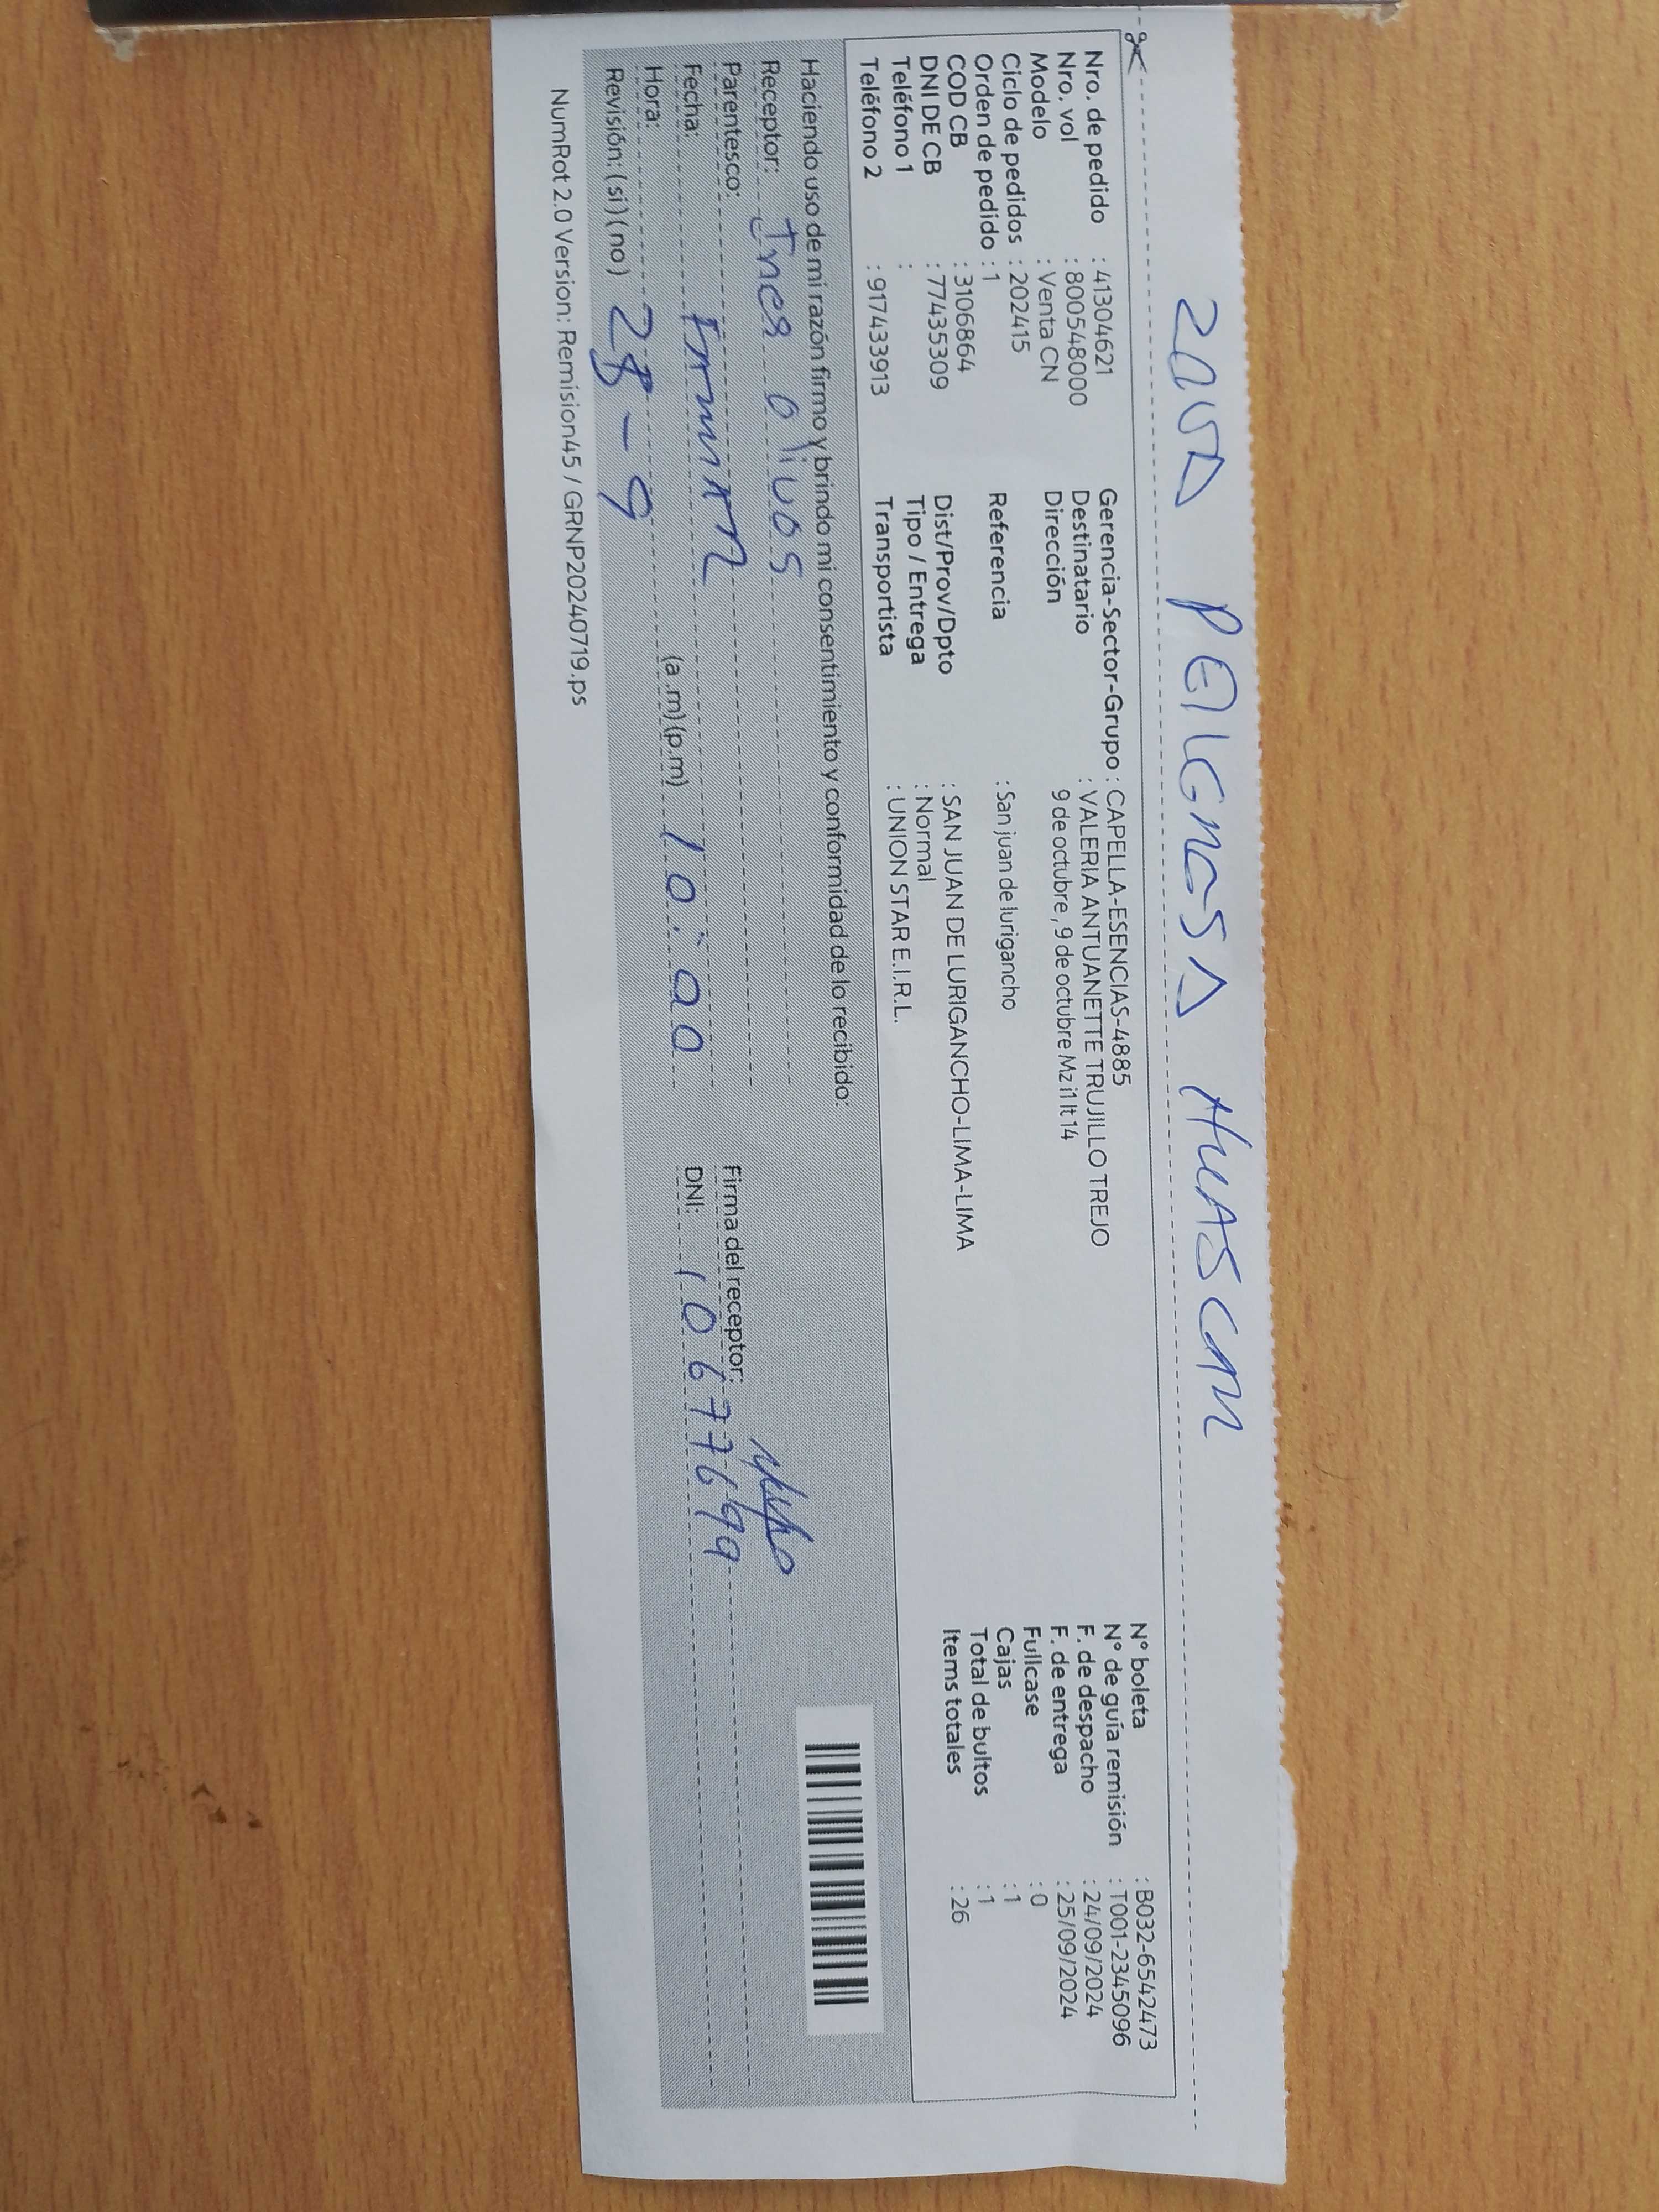 ZONA PELIGROSA HUASCAR
Nro. de pedido : 41304621
Nro. vol : 8005548000
Modelo : Venta CN
Ciclo de pedidos : 202415
Orden de pedido : 1
COD CB : 3106864
DNI DE CB : 77435309
Teléfono 1 :
Teléfono 2 : 917433913
Gerencia-Sector-Grupo : CAPELLA-ESENCIAS-4885
Destinatario : VALERIA ANTUANETTE TRUJILLO TREJO
Dirección 9 de octubre , 9 de octubre Mz i1 lt 14
Referencia : San juan de lurigancho
Dist/Prov/Dpto : SAN JUAN DE LURIGANCHO-LIMA-LIMA
Tipo / Entrega : Normal
Transportista : UNION STAR E.I.R.L.
N° boleta : B032-6542473
N° de guía remisión : T001-2345096
F. de despacho : 24/09/2024
F. de entrega : 25/09/2024
Fullcase : 0
Cajas : 1
Total de bultos : 1
Items totales : 26
Haciendo uso de mi razón firmo y brindo mi consentimiento y conformidad de lo recibido:
Receptor: Ines olivos
Parentesco:
Fecha:
Hora: (a.m)(p.m) 10:00
Revisión: (si) (no) 28-9
Firma del receptor:
DNI: 10677699
NumRot 2.0 Version: Remision45 / GRNP20240719.ps